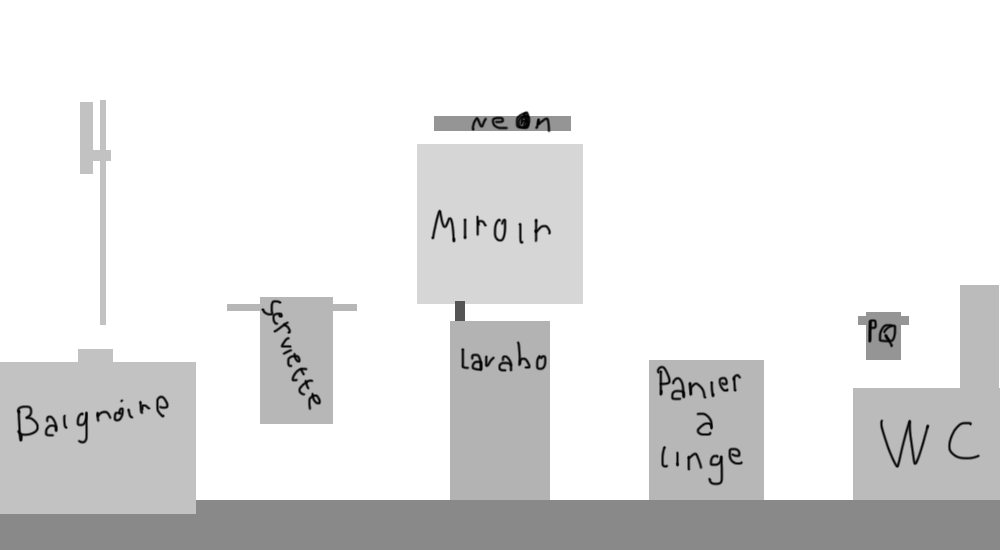 Neon
Miroir
Serviette
Lavabo
PQ
Baignoire
Panier
a
linge
WC